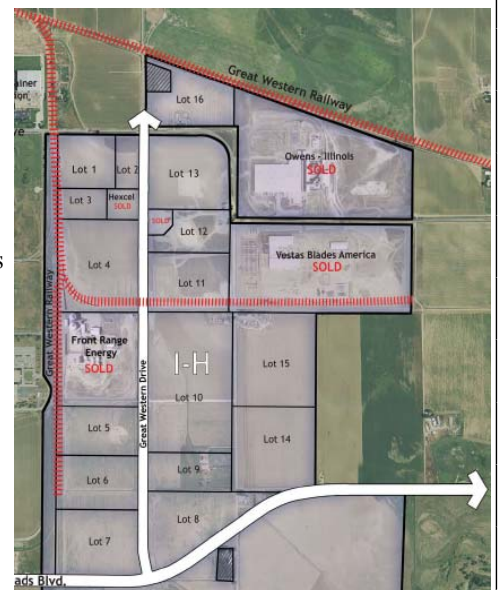 Great Western Railway
ainer
ion
ve
Lot 16
Owens - Illinois
SOLD
Lot 1
Lot 2
Lot 13
Lot 3
Hexcel
SOLD
SOLD
Lot 12
Vestas Blades America
SOLD
Lot 4
Lot 11
Great Western Railway
Front Range
Energy
SOLD
Great Western Drive
I-H
Lot 15
Lot 10
Lot 5
Lot 14
Lot 9
Lot 6
Lot 8
Lot 7
ads Blvd.
s